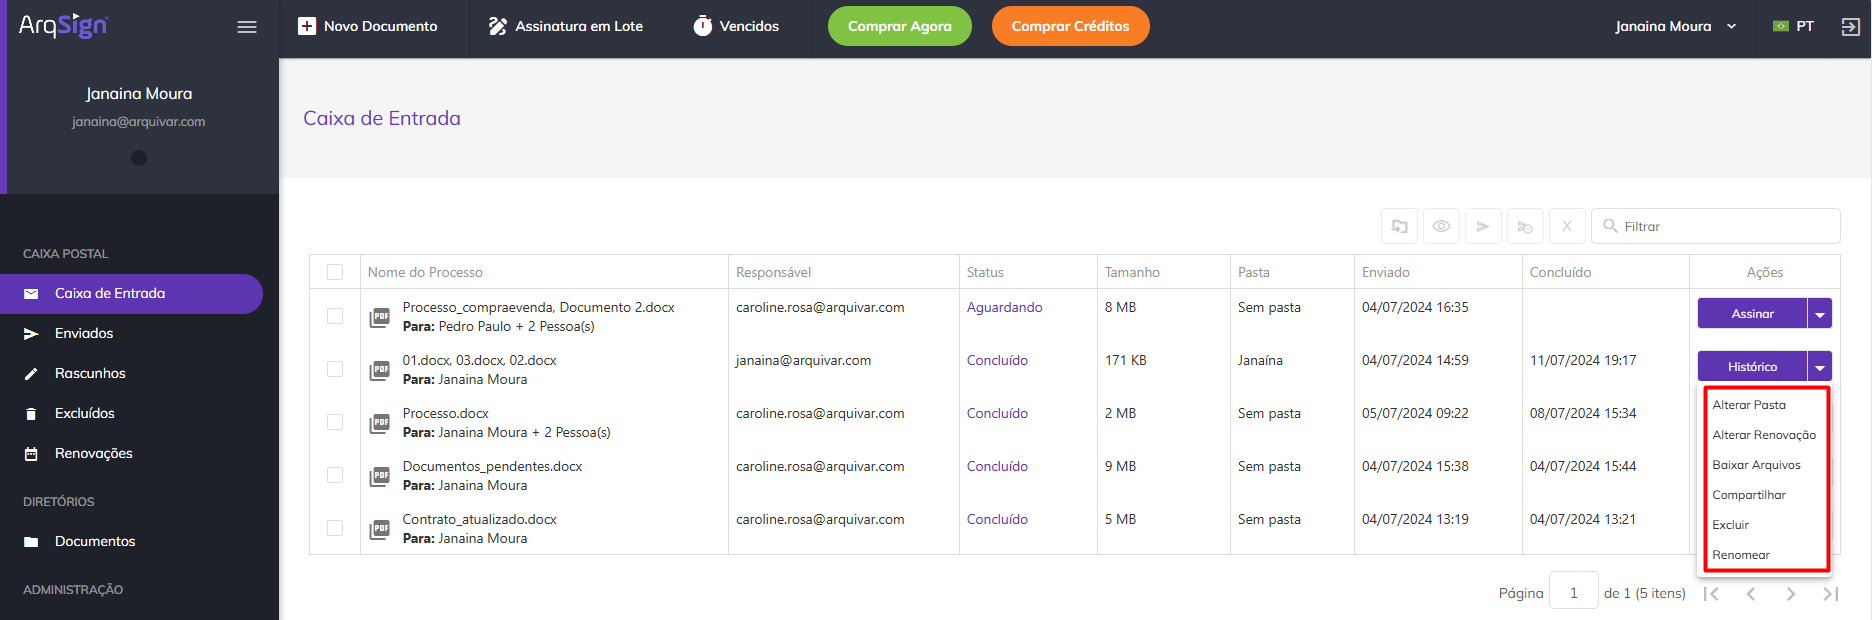 ArqSign
Novo Documento
Assinatura em Lote
Vencidos
Comprar Agora
Comprar Créditos
Janaina Moura
PT
Janaina Moura
janaina@arquivar.com
CAIXA POSTAL
Caixa de Entrada
Enviados
Rascunhos
Excluídos
Renovações
DIRETÓRIOS
Documentos
ADMINISTRAÇÃO
Caixa de Entrada
X
Filtrar
Nome do Processo Responsável Status Tamanho Pasta Enviado Concluído Ações
Processo_compraevenda, Documento 2.docx caroline.rosa@arquivar.com Aguardando 8 MB Sem pasta 04/07/2024 16:35 Assinar
Para: Pedro Paulo + 2 Pessoa(s)
01.docx, 03.docx, 02.docx janaina@arquivar.com Concluído 171 KB Janaína 04/07/2024 14:59 11/07/2024 19:17 Histórico
Para: Janaina Moura
Processo.docx caroline.rosa@arquivar.com Concluído 2 MB Sem pasta 05/07/2024 09:22 08/07/2024 15:34
Para: Janaina Moura + 2 Pessoa(s)
Documentos_pendentes.docx caroline.rosa@arquivar.com Concluído 9 MB Sem pasta 04/07/2024 15:38 04/07/2024 15:44
Para: Janaina Moura
Contrato_atualizado.docx caroline.rosa@arquivar.com Concluído 5 MB Sem pasta 04/07/2024 13:19 04/07/2024 13:21
Para: Janaina Moura
PDF
PDF
PDF
PDF
PDF
Alterar Pasta
Alterar Renovação
Baixar Arquivos
Compartilhar
Excluir
Renomear
Página 1 de 1 (5 itens)